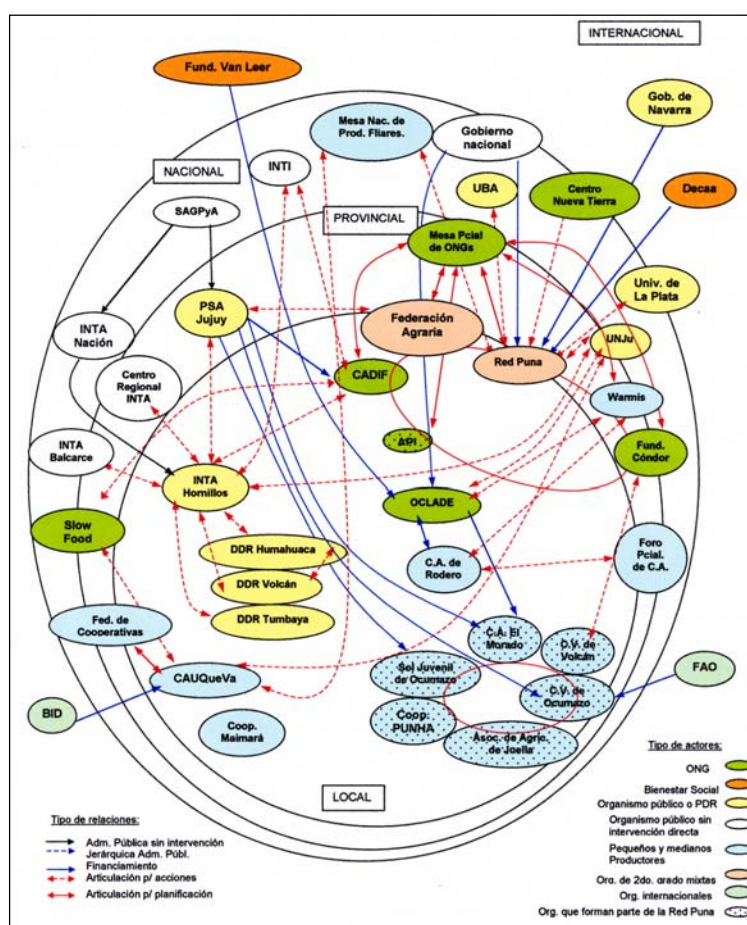 INTERNACIONAL
Fund. Van Leer
Gob. de
Navarra
Mesa Nac. de
Prod. Fliares.
Gobierno
nacional
NACIONAL
INTI
UBA
Centro
Nueva Tierra
Decaa
SAGPyA
PROVINCIAL
Mesa Pcial
de ONGs
Univ. de
La Plata
PSA
Jujuy
INTA
Nación
Federación
Agraria
UNJu
Red Puna
Centro
Regional
INTA
CADIF
Warmis
API
INTA
Balcarce
Fund.
Cóndor
INTA
Hornillos
OCLADE
Slow
Food
DDR Humahuaca
C.A. de
Rodero
Foro
Pcial.
de C.A.
DDR Volcán
DDR Tumbaya
Fed. de
Cooperativas
C.A. El
Morado
C.V. de
Volcán
CAUQueVa
Sol Juvenil
de Ocumazo
FAO
C.V. de
Ocumazo
BID
Coop.
Maimará
Coop.
PUNHA
Asoc. de Agric.
de Juella
Tipo de actores:
ONG
LOCAL
Bienestar Social
Organismo público o PDR
Tipo de relaciones:
Organismo público sin
intervención directa
Adm. Pública sin intervención
Jerárquica Adm. Públ.
Pequeños y medianos
Productores
Financiamiento
Articulación p/ acciones
Org. de 2do. grado mixtas
Articulación p/ planificación
Org. internacionales
Org. que forman parte de la Red Puna